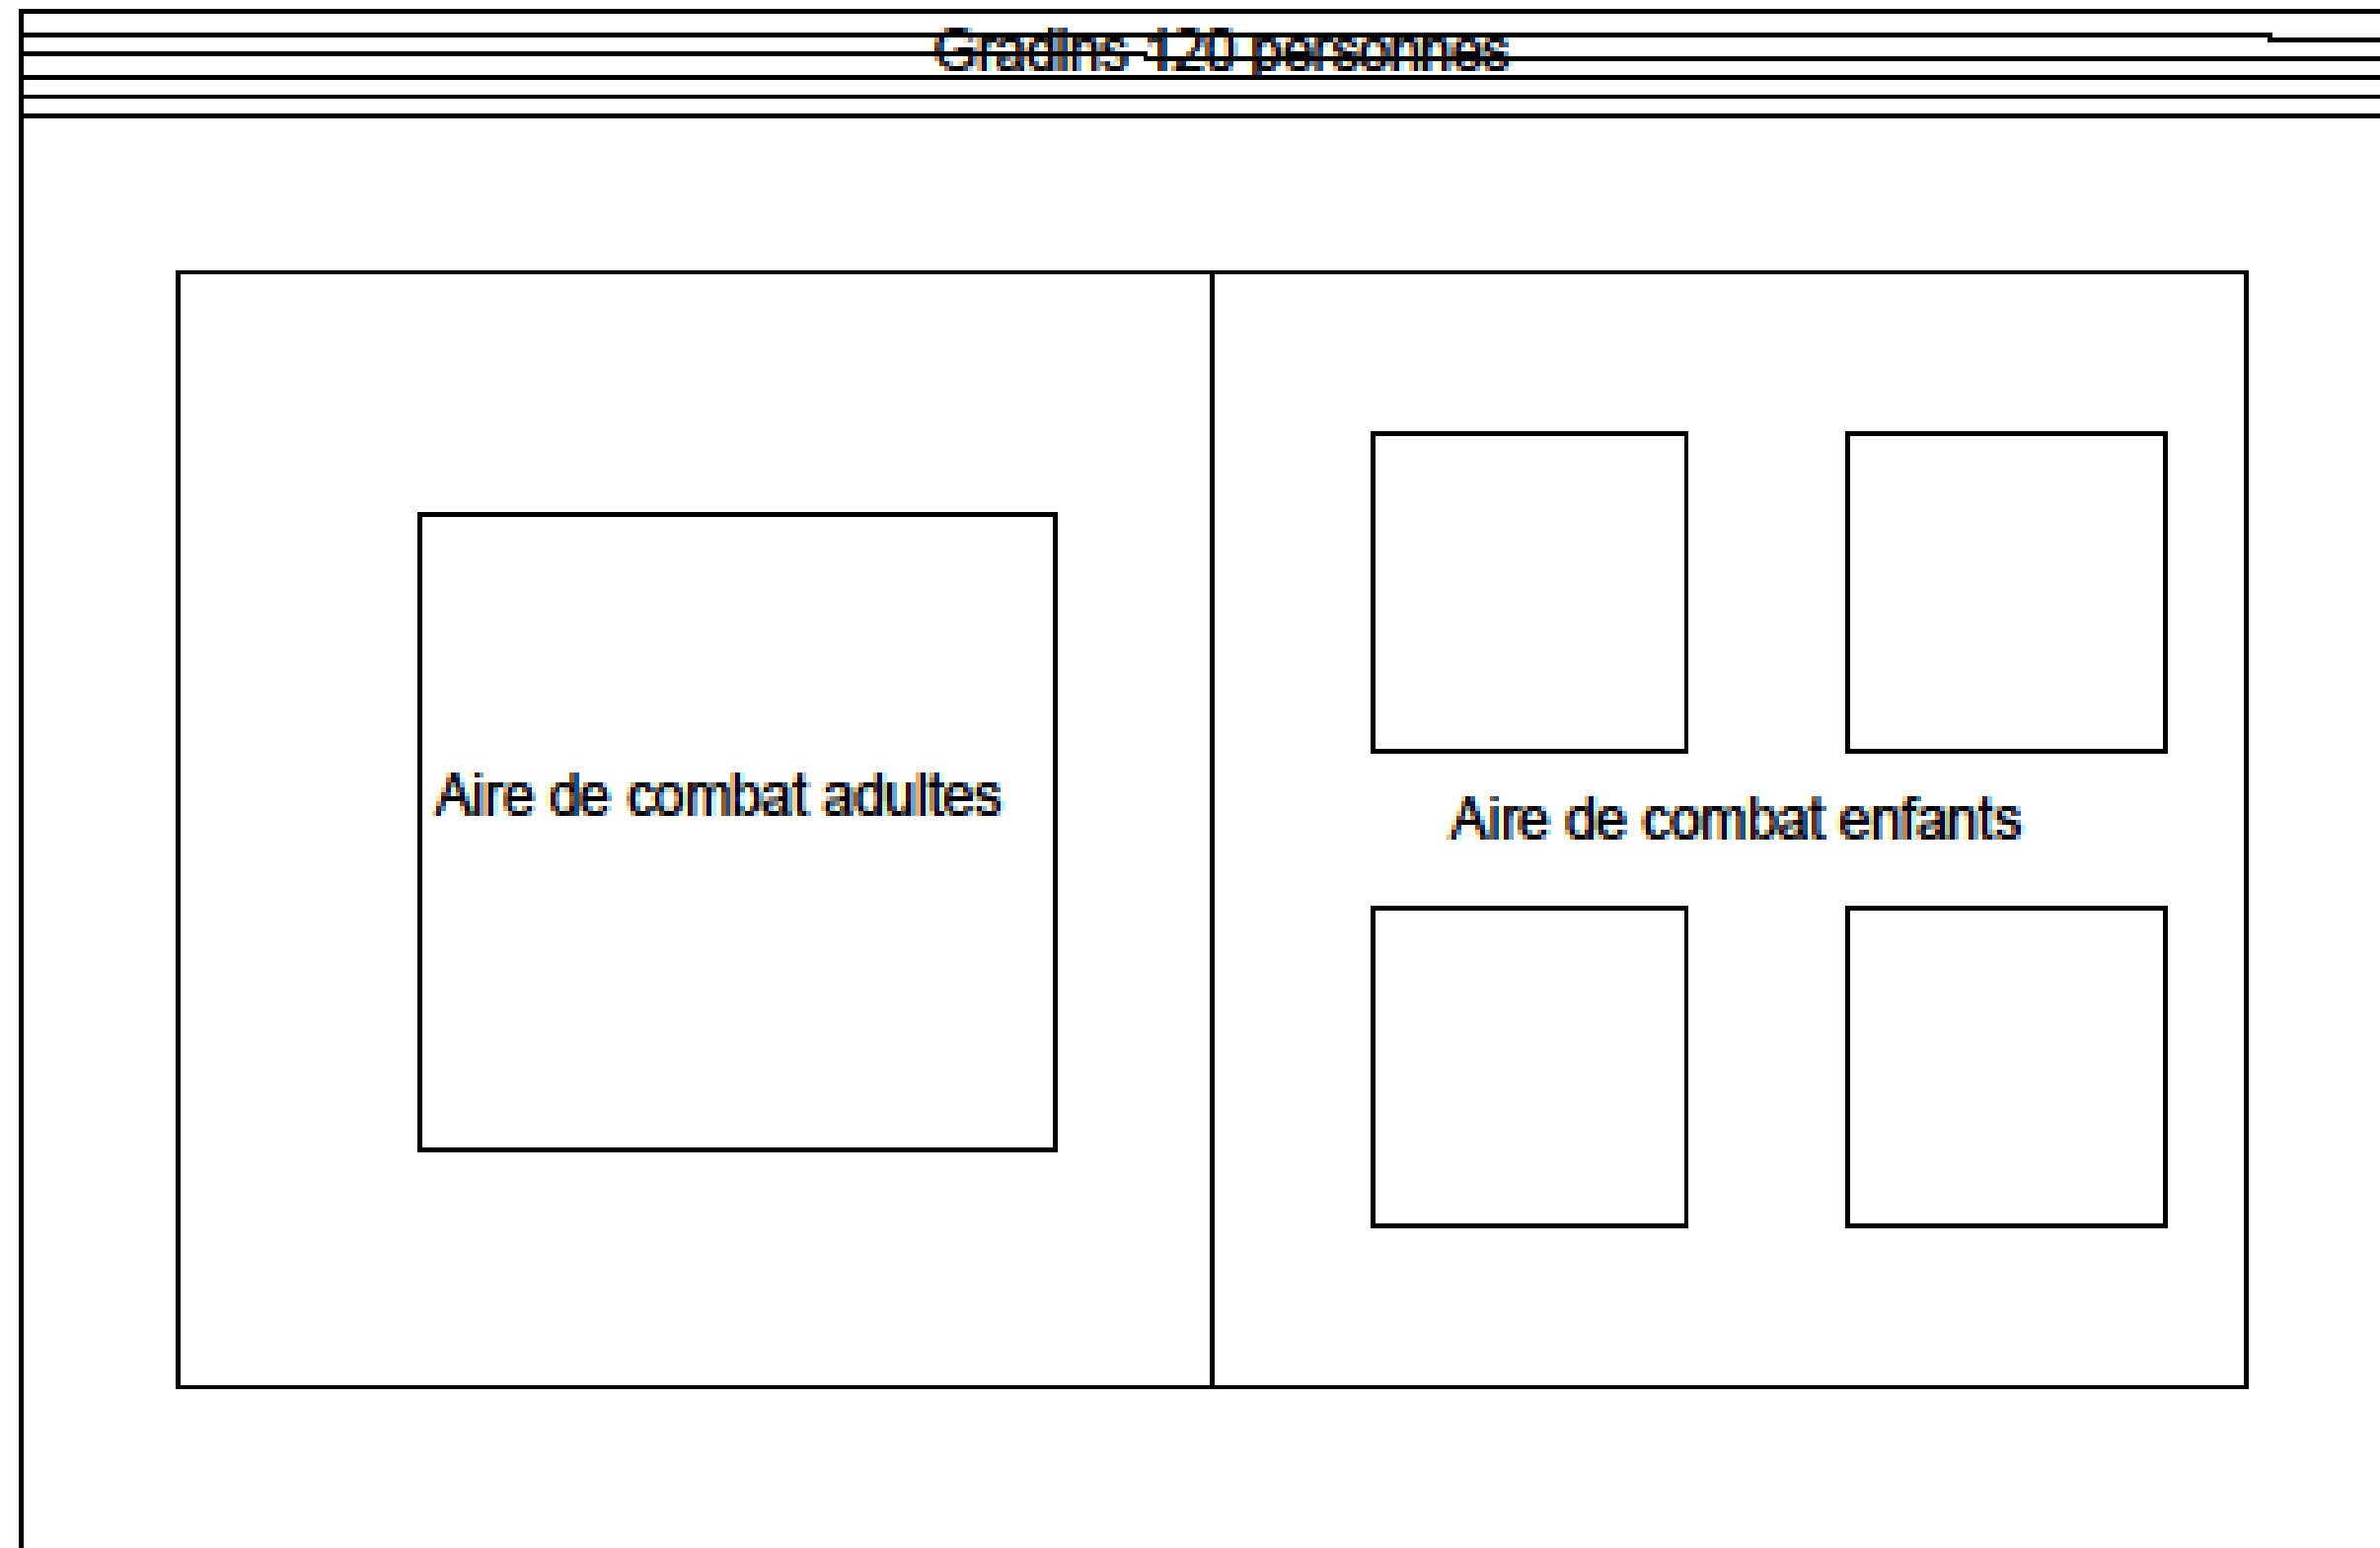 Gradins 120 personnes
Aire de combat adultes
Aire de combat enfants